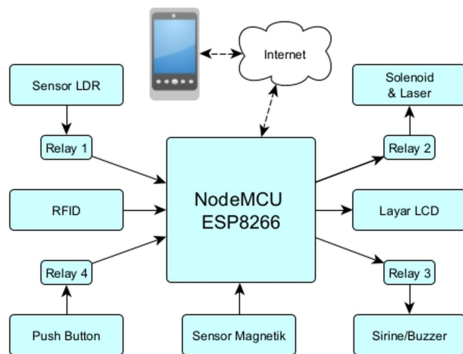 Internet
Sensor LDR
Solenoid
& Laser
Relay 1
Relay 2
NodeMCU
ESP8266
RFID
Layar LCD
Relay 4
Relay 3
Push Button
Sensor Magnetik
Sirine/Buzzer